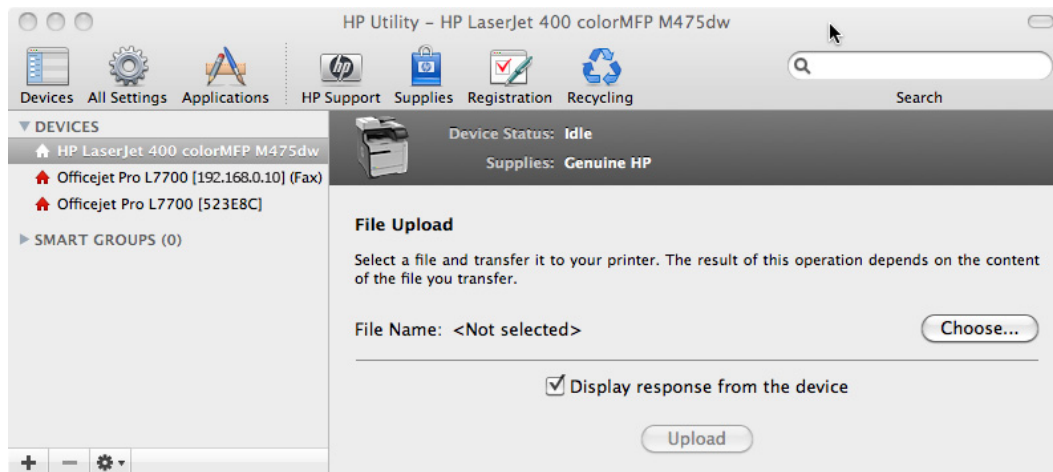 HP Utility – HP LaserJet 400 colorMFP M475dw
Devices All Settings Applications HP Support Supplies Registration Recycling Search
DEVICES
HP LaserJet 400 colorMFP M475dw
Officejet Pro L7700 [192.168.0.10] (Fax)
Officejet Pro L7700 [523E8C]
SMART GROUPS (0)
Device Status: Idle
Supplies: Genuine HP
File Upload
Select a file and transfer it to your printer. The result of this operation depends on the content
of the file you transfer.
File Name: <Not selected> Choose...
Display response from the device
Upload